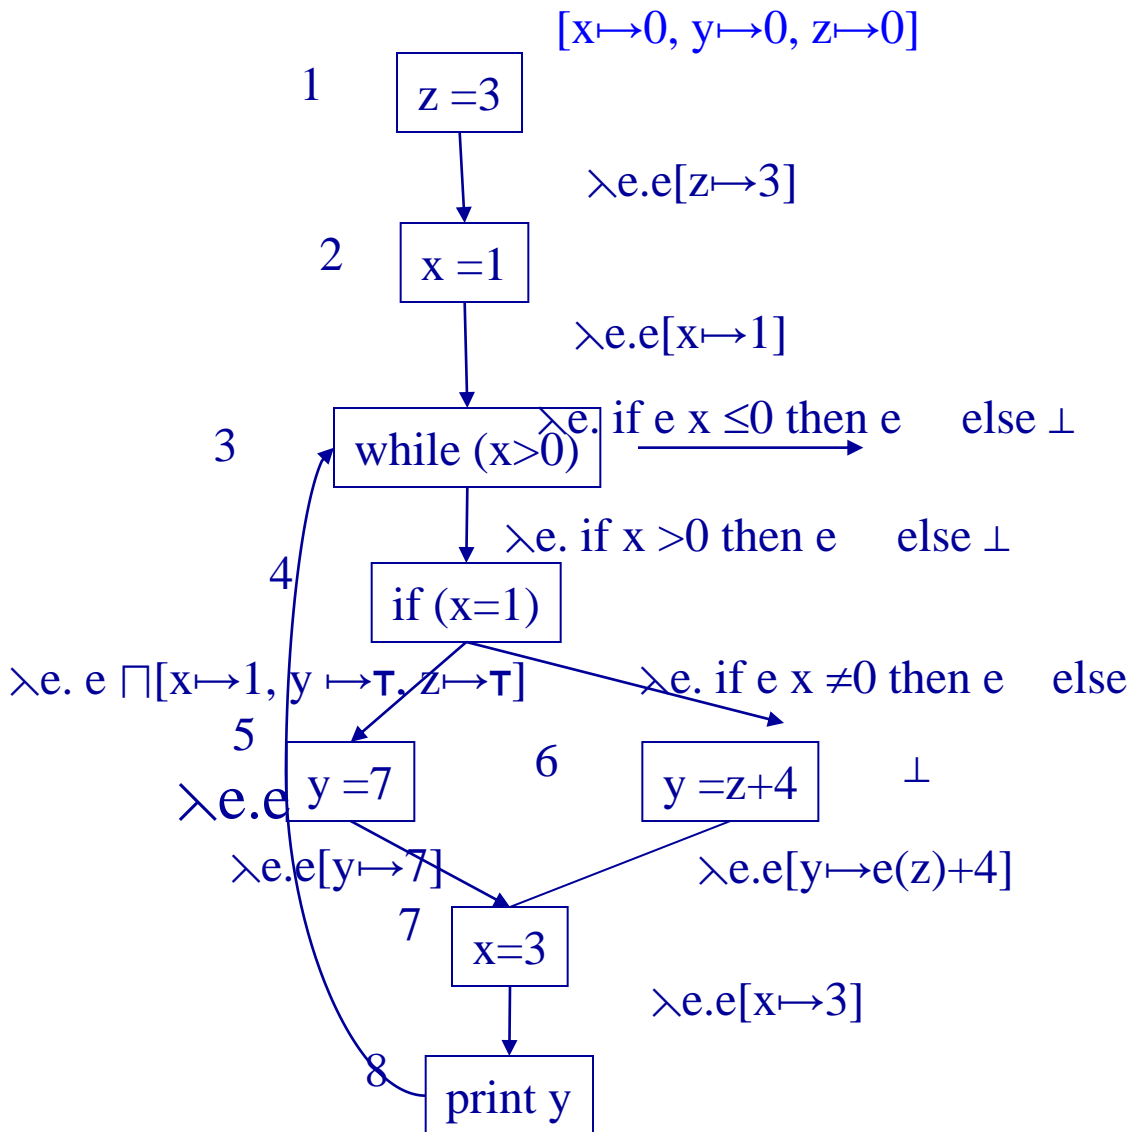 [x↦0, y↦0, z↦0]
1
z =3
λe.e[z↦3]
2
x =1
λe.e[x↦1]
3
while (x>0)
λe. if e x ≤0 then e else ⊥
λe. if x >0 then e else ⊥
4
if (x=1)
λe. e ⊓[x↦1, y ↦⊤, z↦⊤]
λe. if e x ≠0 then e else
⊥
5
y =7
6
y =z+4
λe.e
λe.e[y↦7]
λe.e[y↦e(z)+4]
7
x=3
λe.e[x↦3]
8
print y